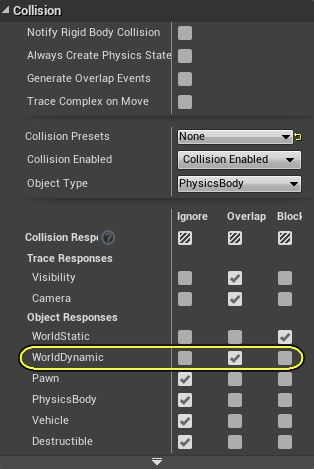 Collision
Notify Rigid Body Collision
Always Create Physics State
Generate Overlap Events
Trace Complex on Move
Collision Presets None
Collision Enabled Collision Enabled
Object Type PhysicsBody
Ignore Overlap Block
Collision Respo ?
Trace Responses
Visibility
Camera
Object Responses
WorldStatic
WorldDynamic
Pawn
PhysicsBody
Vehicle
Destructible